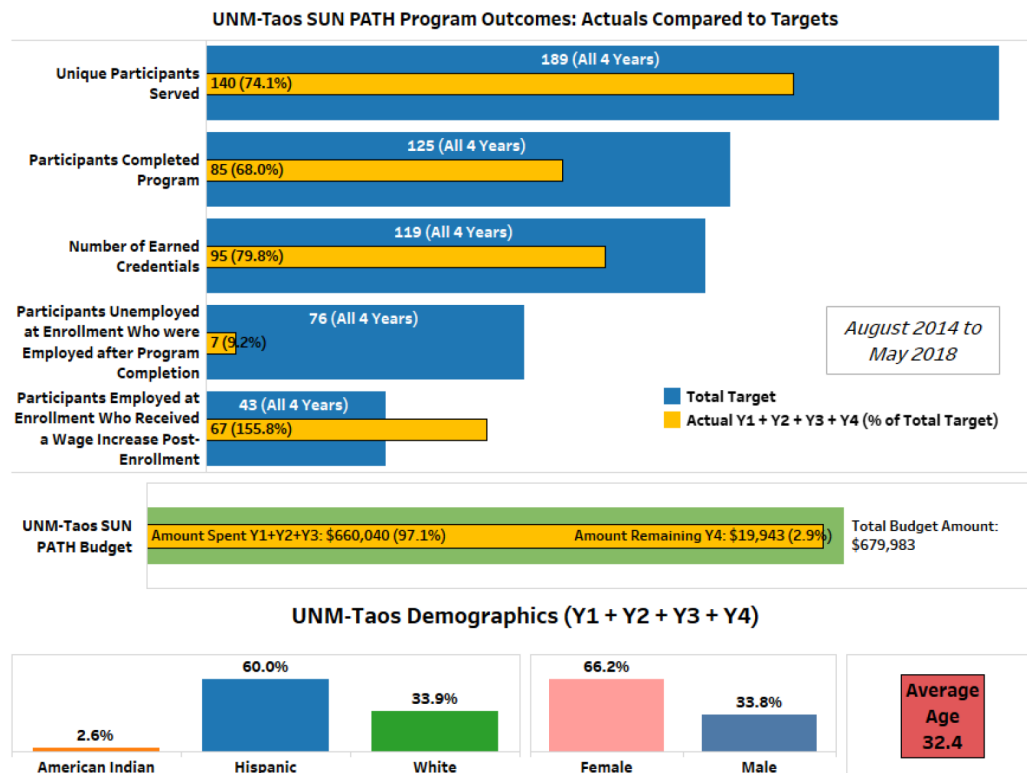 UNM-Taos SUN PATH Program Outcomes: Actuals Compared to Targets
Unique Participants
Served
189 (All 4 Years)
140 (74.1%)
Participants Completed
Program
125 (All 4 Years)
85 (68.0%)
Number of Earned
Credentials
119 (All 4 Years)
95 (79.8%)
Participants Unemployed
at Enrollment Who were
Employed after Program
Completion
76 (All 4 Years)
7 (9.2%)
August 2014 to
May 2018
Participants Employed at
Enrollment Who Received
a Wage Increase Post-
Enrollment
43 (All 4 Years)
67 (155.8%)
Total Target
Actual Y1 + Y2 + Y3 + Y4 (% of Total Target)
UNM-Taos SUN
PATH Budget
Amount Spent Y1+Y2+Y3: $660,040 (97.1%)
Amount Remaining Y4: $19,943 (2.9%)
Total Budget Amount:
$679,983
UNM-Taos Demographics (Y1 + Y2 + Y3 + Y4)
2.6%
60.0%
33.9%
American Indian
Hispanic
White
66.2%
33.8%
Female
Male
Average
Age
32.4